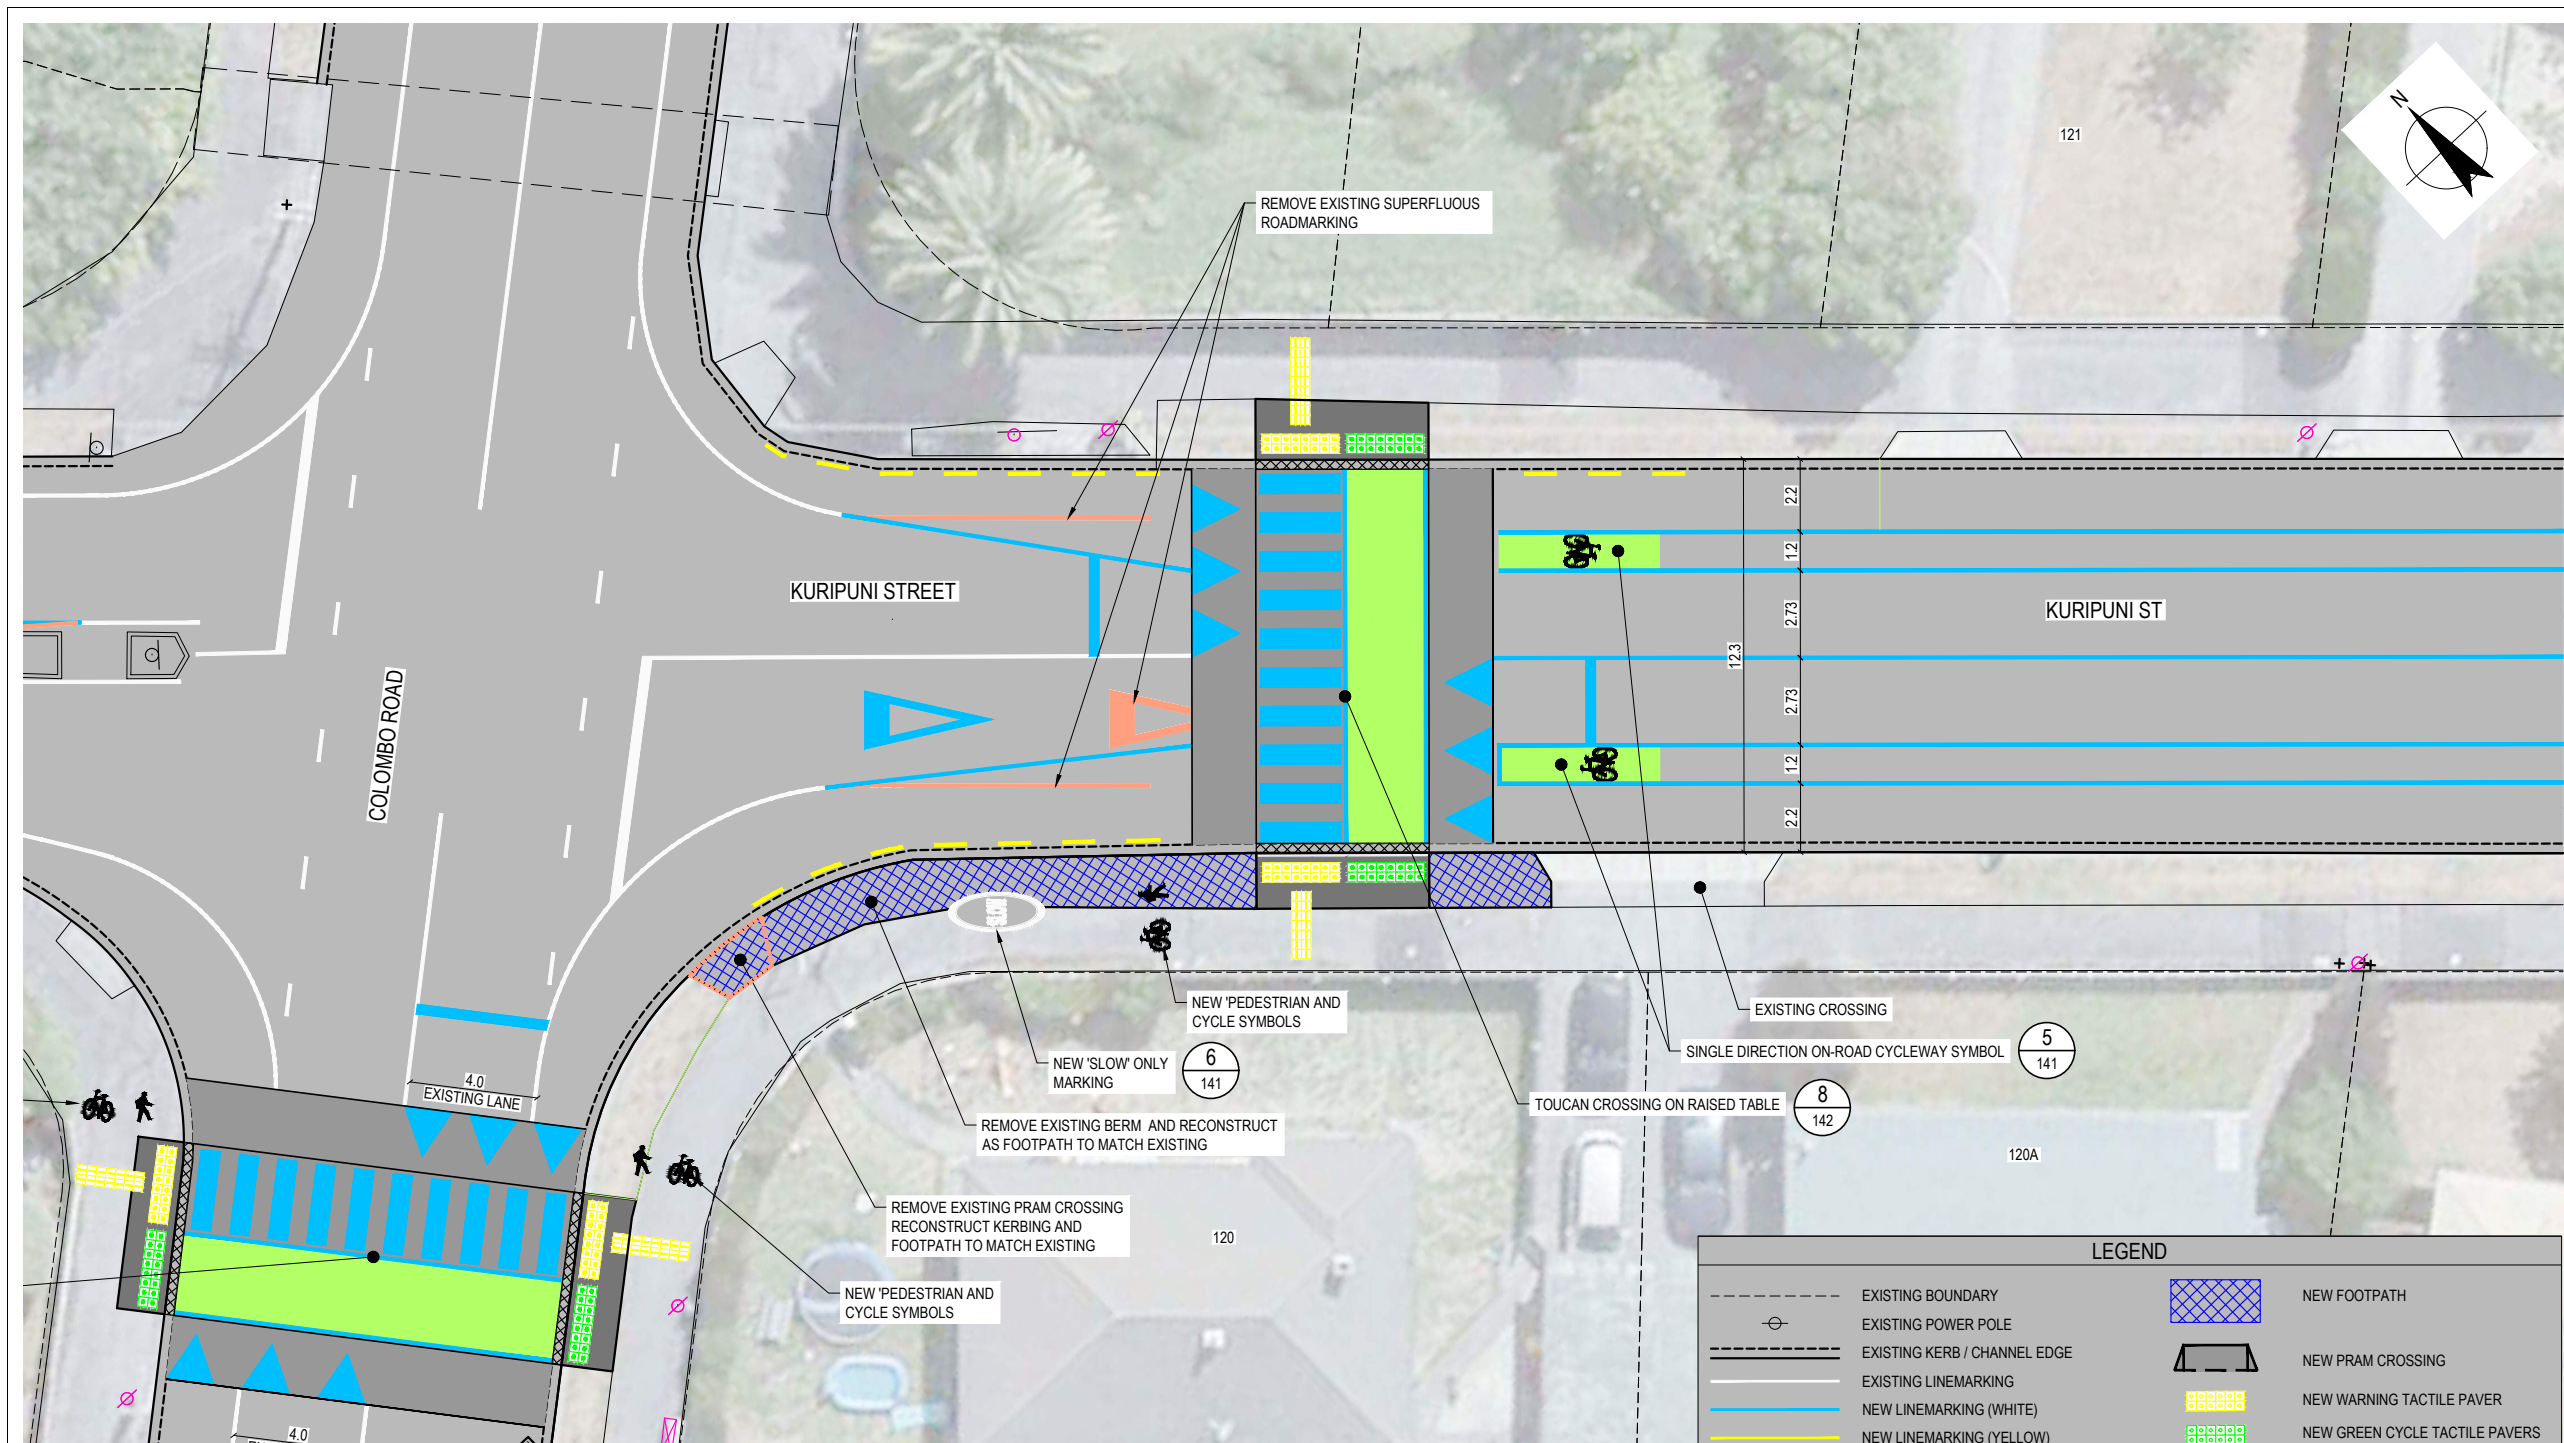 N
121
REMOVE EXISTING SUPERFLUOUS
ROADMARKING
2.2
1.2
2.73
12.3
2.73
1.2
2.2
KURIPUNI STREET
KURIPUNI ST
COLOMBO ROAD
SLOW
NEW 'PEDESTRIAN AND
CYCLE SYMBOLS
EXISTING CROSSING
SINGLE DIRECTION ON-ROAD CYCLEWAY SYMBOL
5
141
NEW 'SLOW' ONLY
MARKING
6
141
4.0
EXISTING LANE
TOUCAN CROSSING ON RAISED TABLE
8
142
REMOVE EXISTING BERM AND RECONSTRUCT
AS FOOTPATH TO MATCH EXISTING
120A
REMOVE EXISTING PRAM CROSSING
RECONSTRUCT KERBING AND
FOOTPATH TO MATCH EXISTING
120
NEW 'PEDESTRIAN AND
CYCLE SYMBOLS
4.0
LEGEND
EXISTING BOUNDARY
EXISTING POWER POLE
EXISTING KERB / CHANNEL EDGE
EXISTING LINEMARKING
NEW LINEMARKING (WHITE)
NEW LINEMARKING (YELLOW)
NEW FOOTPATH
NEW PRAM CROSSING
NEW WARNING TACTILE PAVER
NEW GREEN CYCLE TACTILE PAVERS